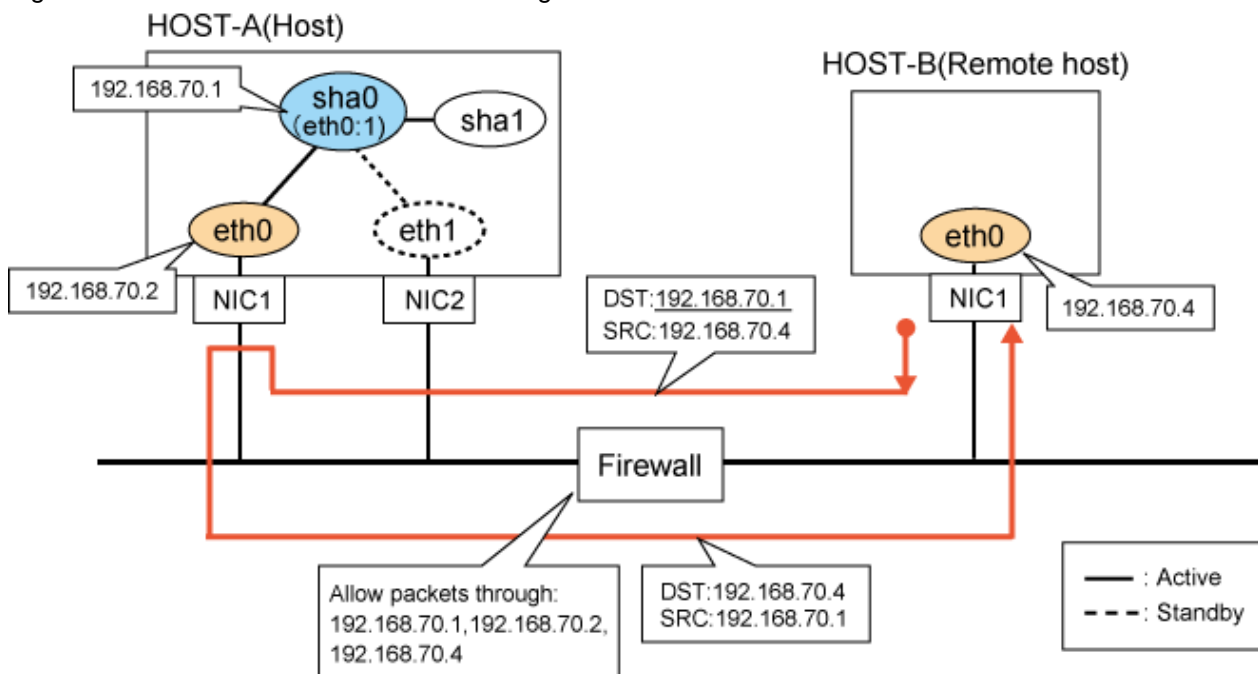 HOST-A(Host)
HOST-B(Remote host)
192.168.70.1
sha0
(eth0:1)
sha1
eth0
eth1
eth0
192.168.70.2
NIC1
NIC2
NIC1
192.168.70.4
DST:192.168.70.1
SRC:192.168.70.4
Firewall
Allow packets through:
192.168.70.1,192.168.70.2,
192.168.70.4
DST:192.168.70.4
SRC:192.168.70.1
: Active
: Standby